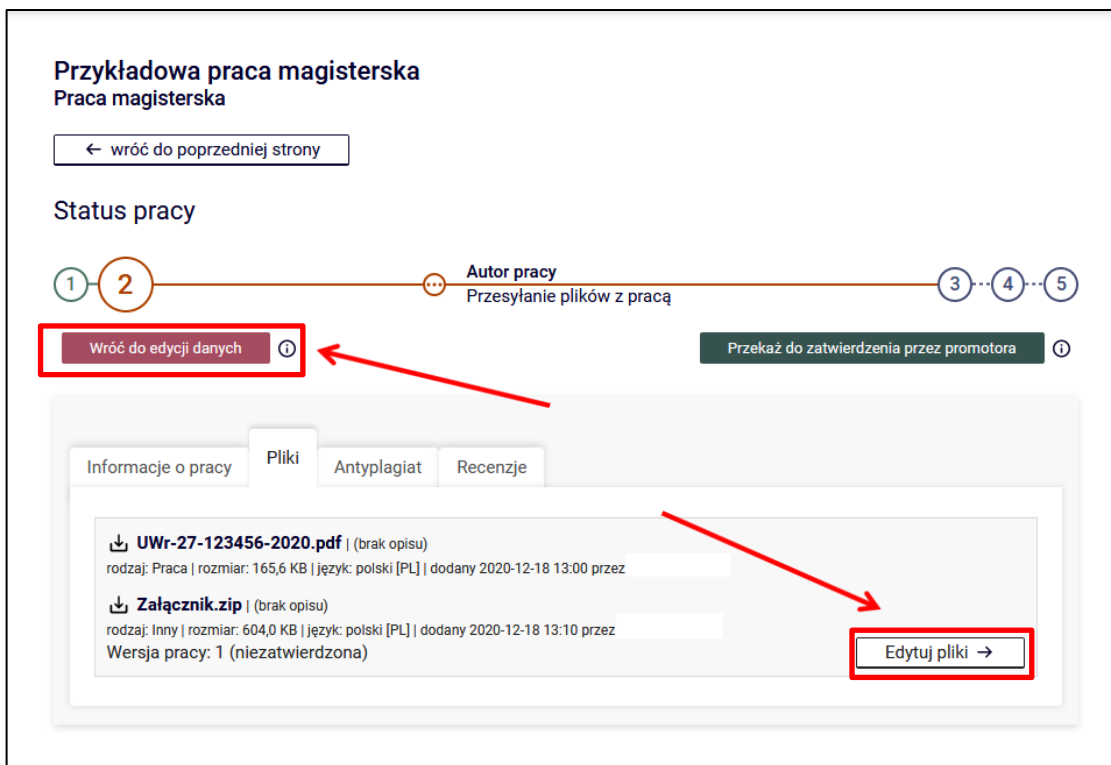 Przykładowa praca magisterska
Praca magisterska
← wróć do poprzedniej strony
Status pracy
1 2 Autor pracy 3 4 5
Przesyłanie plików z pracą
Wróć do edycji danych Przekaż do zatwierdzenia przez promotora
Informacje o pracy Pliki Antyplagiat Recenzje
UWr-27-123456-2020.pdf | (brak opisu)
rodzaj: Praca | rozmiar: 165,6 KB | język: polski [PL] | dodany 2020-12-18 13:00 przez
Załącznik.zip | (brak opisu)
rodzaj: Inny | rozmiar: 604,0 KB | język: polski [PL] | dodany 2020-12-18 13:10 przez
Wersja pracy: 1 (niezatwierdzona)
Edytuj pliki →